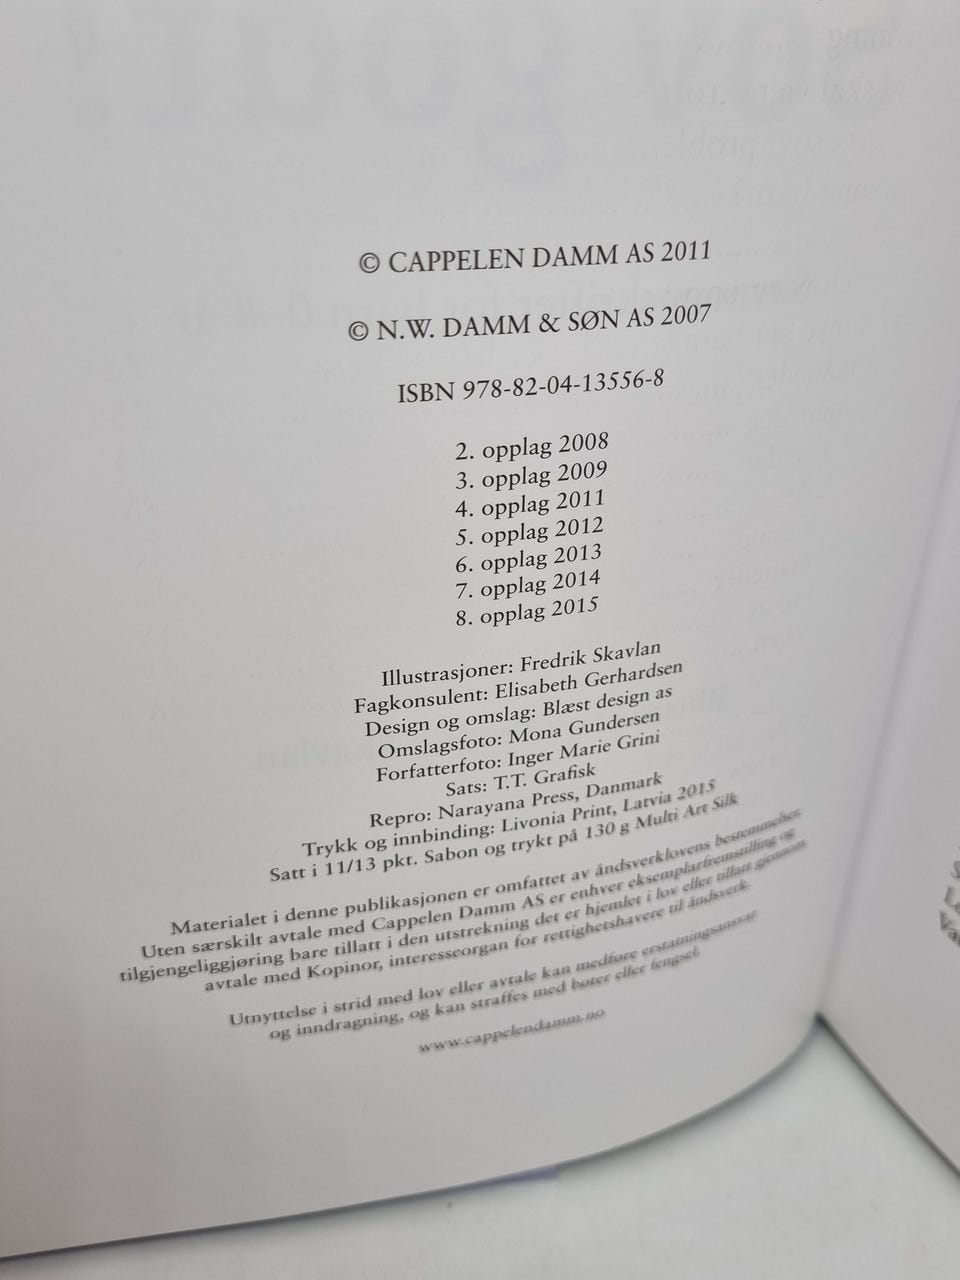 © CAPPELEN DAMM AS 2011
© N.W. DAMM & SØN AS 2007
ISBN 978-82-04-13556-8
2. opplag 2008
3. opplag 2009
4. opplag 2011
5. opplag 2012
6. opplag 2013
7. opplag 2014
8. opplag 2015
Illustrasjoner: Fredrik Skavlan
Fagkonsulent: Elisabeth Gerhardsen
Design og omslag: Blæst design as
Omslagsfoto: Mona Gundersen
Forfatterfoto: Inger Marie Grini
Sats: T.T. Grafisk
Repro: Narayana Press, Danmark
Trykk og innbinding: Livonia Print, Latvia 2015
Satt i 11/13 pkt. Sabon og trykt på 130 g Multi Art Silk
Materialet i denne publikasjonen er omfattet av åndsverklovens bestemmelser.
Uten særskilt avtale med Cappelen Damm AS er enhver eksemplarfremstilling og
tilgjengeliggjøring bare tillatt i den utstrekning det er hjemlet i lov eller tillatt gjennom
avtale med Kopinor, interesseorgan for rettighetshavere til åndsverk.
Utnyttelse i strid med lov eller avtale kan medføre erstatningsansvar
og inndragning, og kan straffes med bøter eller fengsel.
www.cappelendamm.no